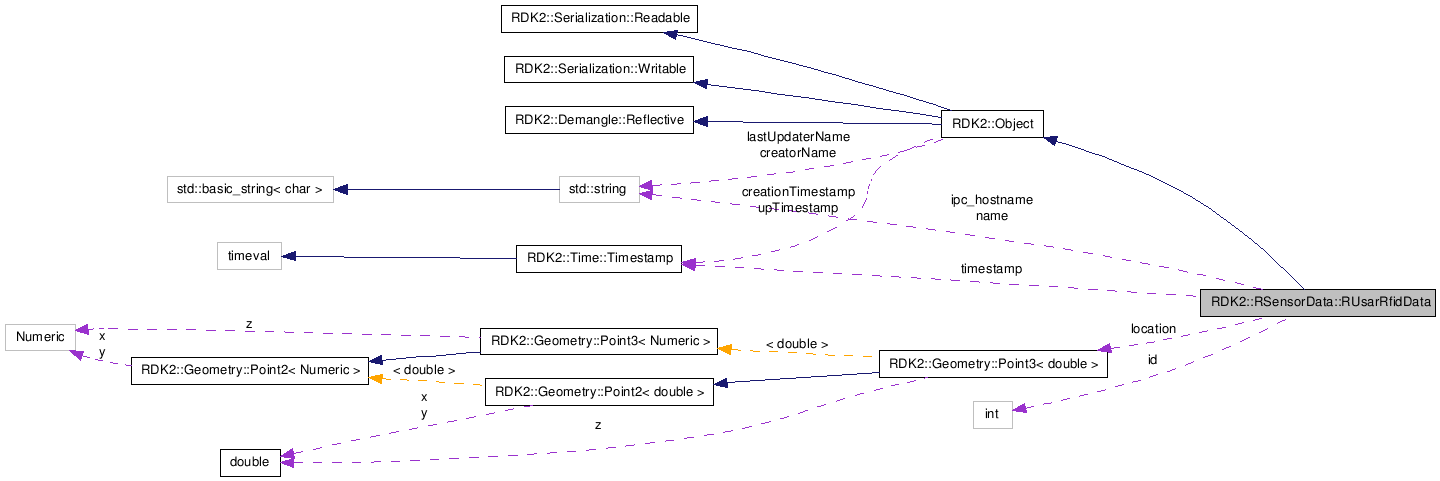 RDK2::Serialization::Readable
RDK2::Serialization::Writable
RDK2::Demangle::Reflective
RDK2::Object
lastUpdaterName
creatorName
std::basic_string< char >
std::string
creationTimestamp
upTimestamp
ipc_hostname
name
timeval
RDK2::Time::Timestamp
timestamp
RDK2::RSensorData::RUsarRfidData
Numeric
z
x
y
RDK2::Geometry::Point3< Numeric >
< double >
location
RDK2::Geometry::Point2< Numeric >
< double >
RDK2::Geometry::Point3< double >
id
RDK2::Geometry::Point2< double >
x
y
int
z
double